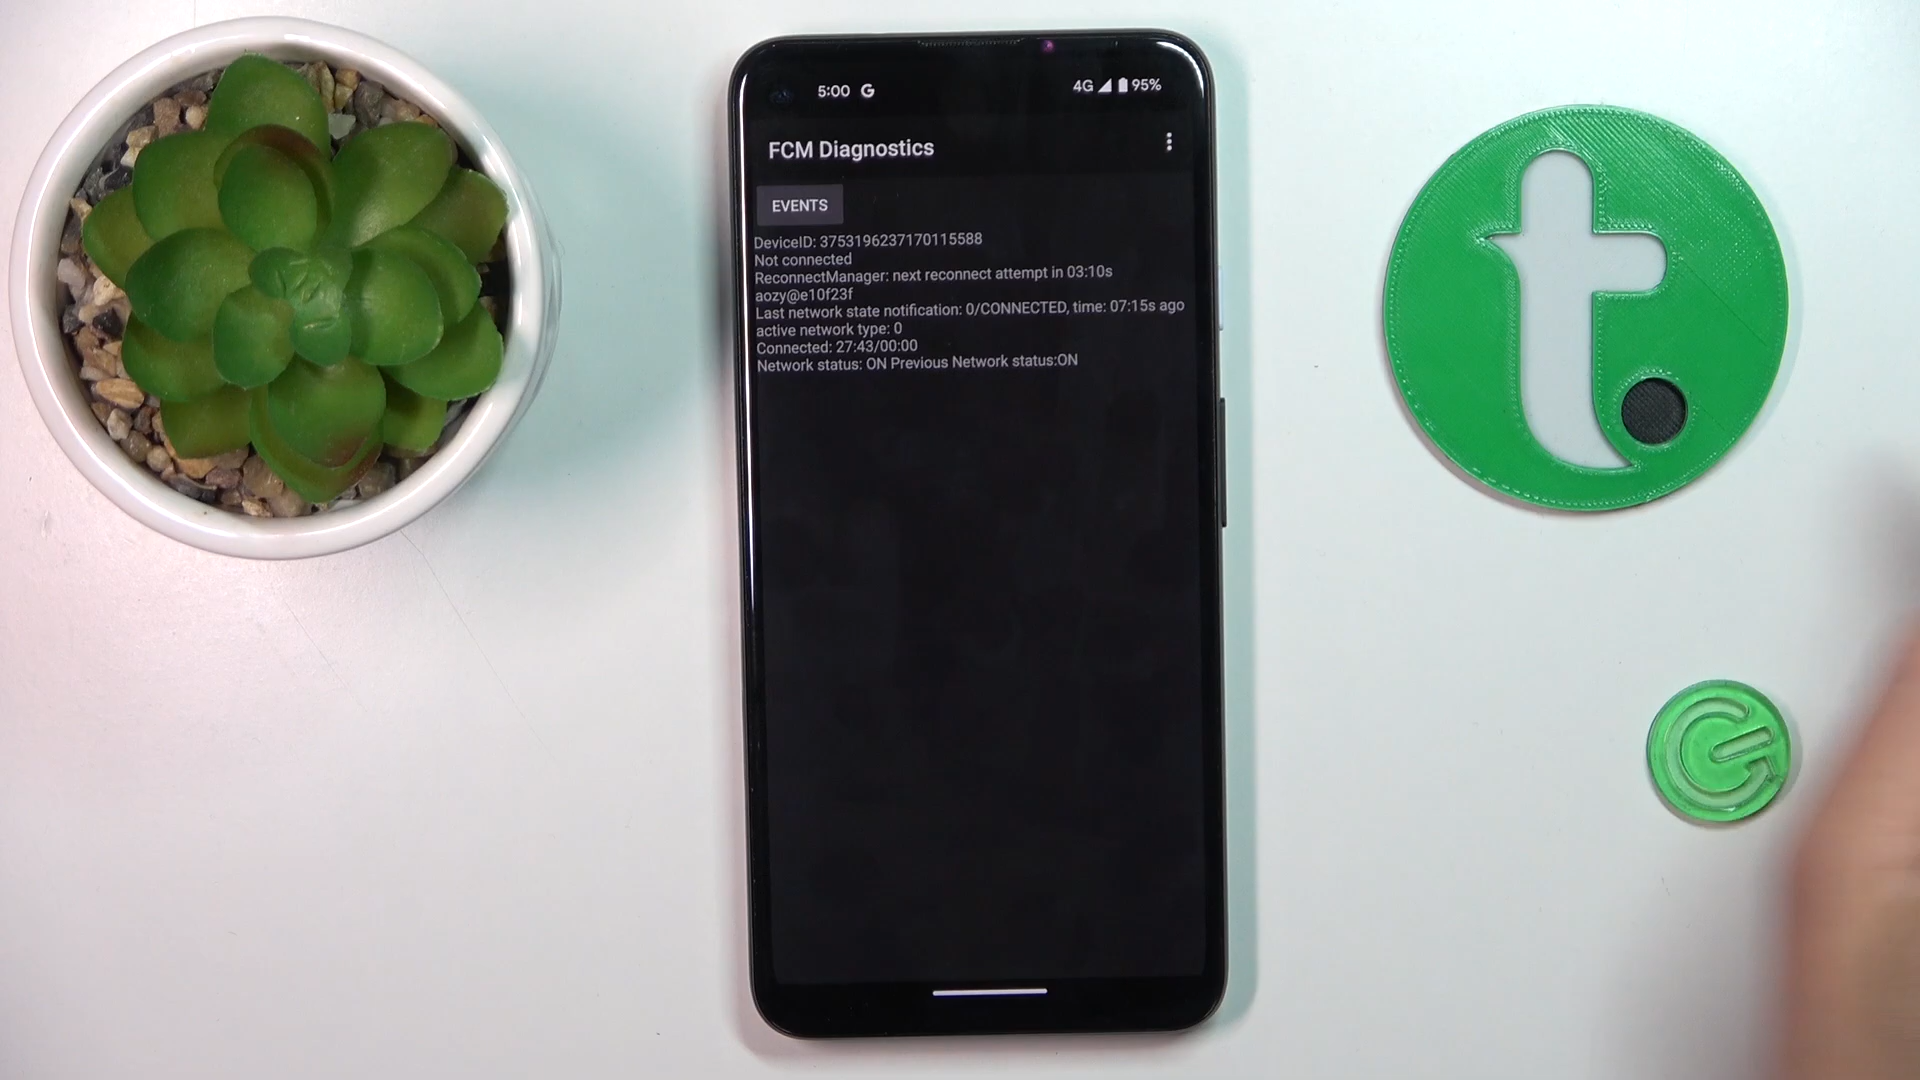 5:00 G
4G 95%
FCM Diagnostics
EVENTS
DeviceID: 3753196237170115588
Not connected
ReconnectManager: next reconnect attempt in 03:10s
aozy@e10f23f
Last network state notification: 0/CONNECTED, time: 07:15s ago
active network type: 0
Connected: 27:43/00:00
Network status: ON Previous Network status:ON
t.